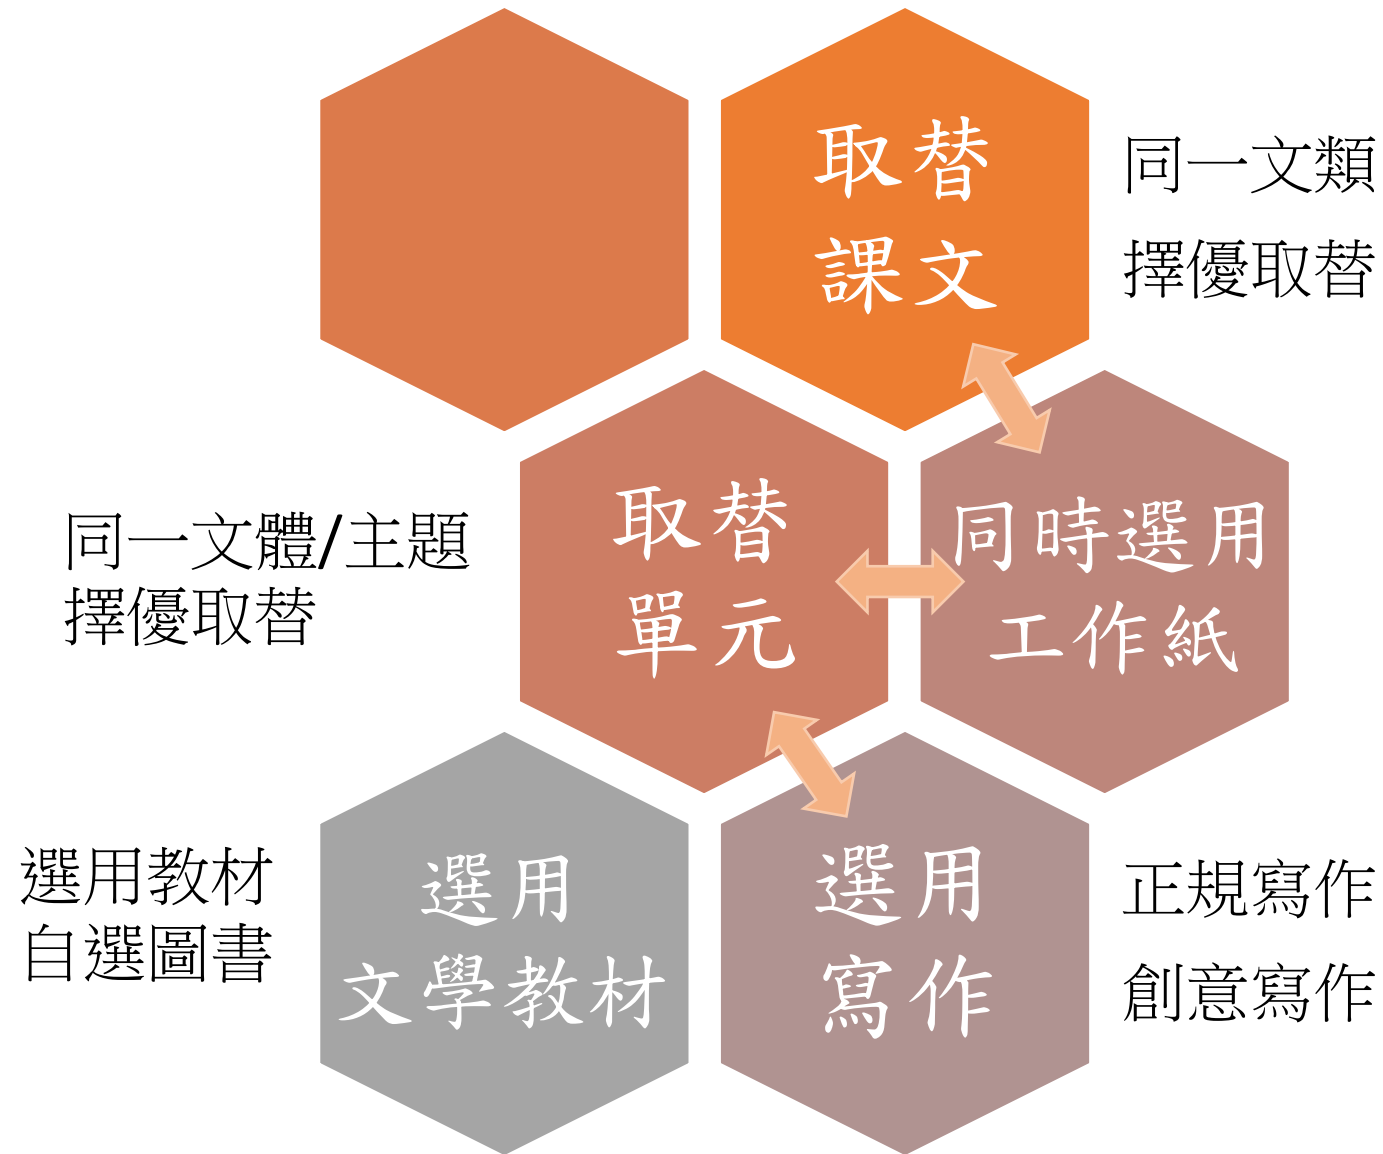 取替
課文
同一文類
擇優取替
同一文體/主題
擇優取替
取替
單元
同時選用
工作紙
選用教材
自選圖書
選用
文學教材
選用
寫作
正規寫作
創意寫作